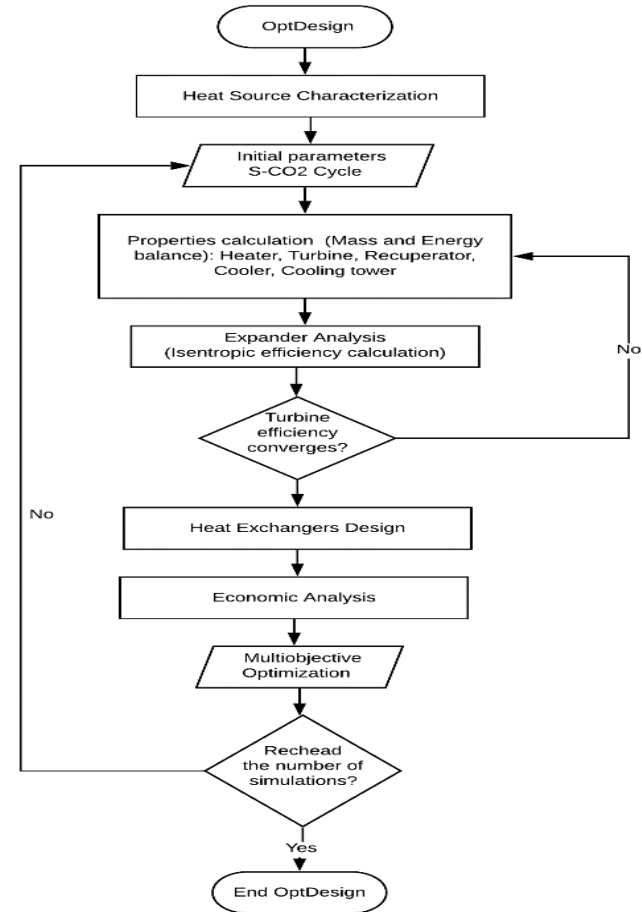 OptDesign
Heat Source Characterization
Initial parameters
S-CO2 Cycle
Properties calculation (Mass and Energy
balance): Heater, Turbine, Recuperator,
Cooler, Cooling tower
Expander Analysis
(Isentropic efficiency calculation)
No
Turbine
efficiency
converges?
No
Heat Exchangers Design
Economic Analysis
Multiobjective
Optimization
Rechead
the number of
simulations?
Yes
End OptDesign